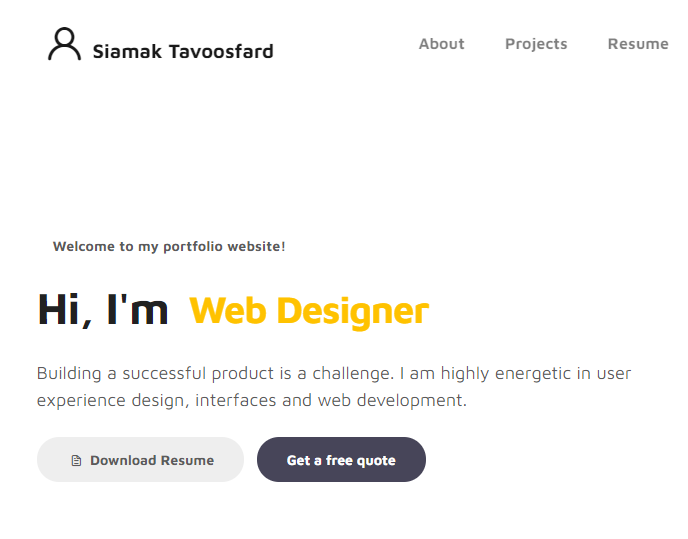 Siamak Tavoosfard
About Projects Resume
Welcome to my portfolio website!
Hi, I'm Web Designer
Building a successful product is a challenge. I am highly energetic in user
experience design, interfaces and web development.
Download Resume Get a free quote